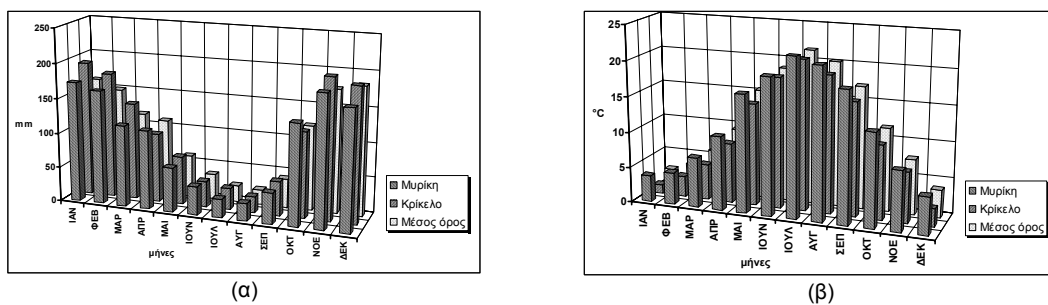 250
200
150
100
50
0
mm
ΙΑΝ
ΦΕΒ
ΜΑΡ
ΑΠΡ
ΜΑΙ
ΙΟΥΝ
ΙΟΥΛ
ΑΥΓ
ΣΕΠ
ΟΚΤ
ΝΟΕ
ΔΕΚ
μήνες
Μυρίκη
Κρίκελο
Μέσος όρος
(α)
25
20
15
10
5
0
°C
ΙΑΝ
ΦΕΒ
ΜΑΡ
ΑΠΡ
ΜΑΙ
ΙΟΥΝ
ΙΟΥΛ
ΑΥΓ
ΣΕΠ
ΟΚΤ
ΝΟΕ
ΔΕΚ
μήνες
Μυρίκη
Κρίκελο
Μέσος όρος
(β)